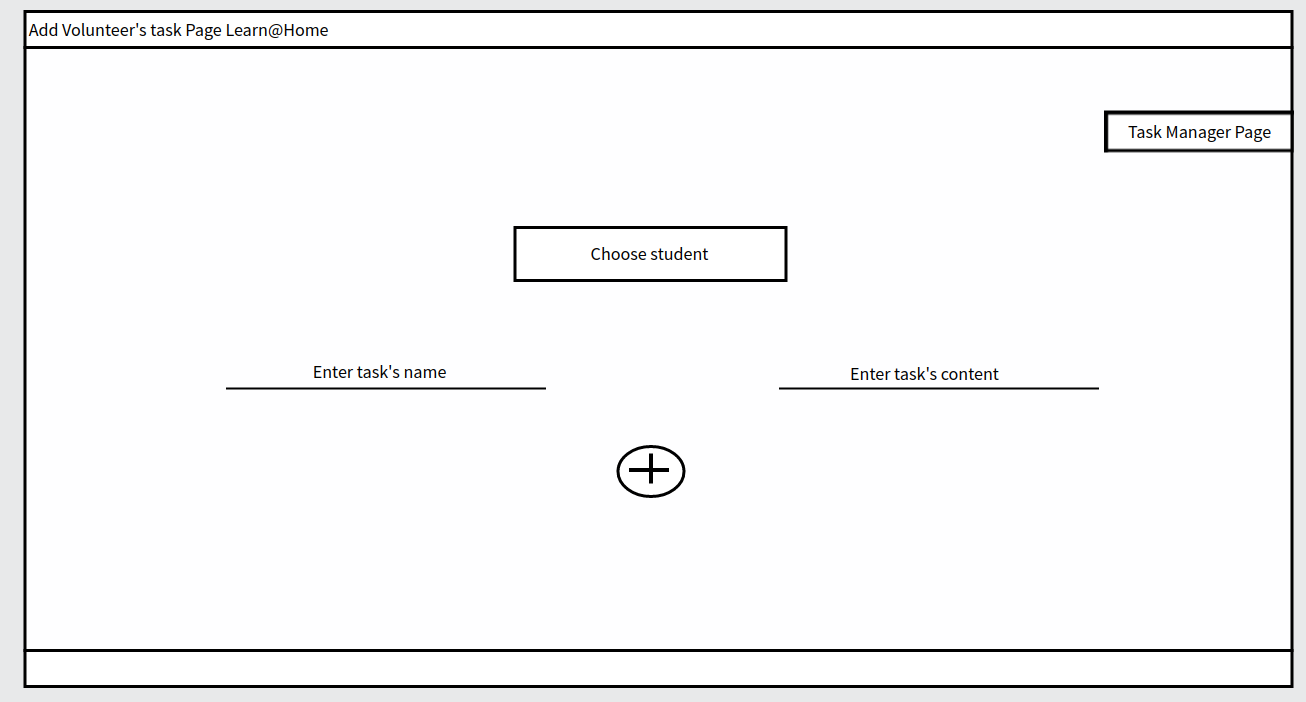 Add Volunteer's task Page Learn@Home
Task Manager Page
Choose student
Enter task's name
Enter task's content